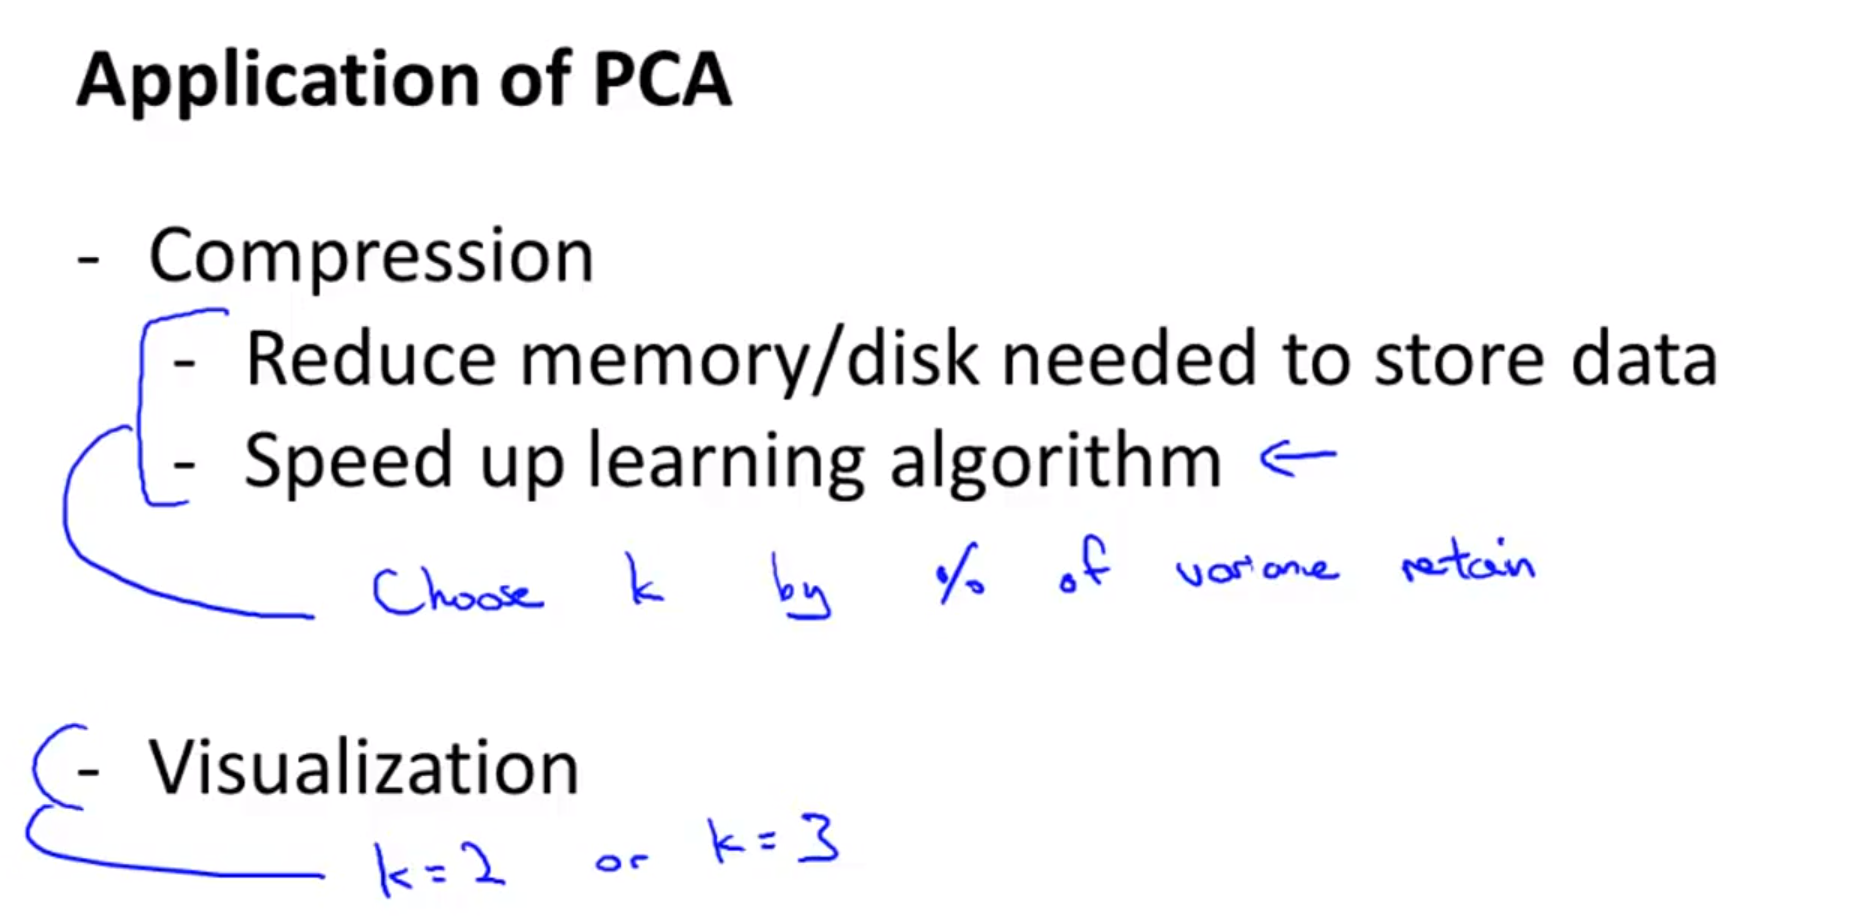 Application of PCA
- Compression
- Reduce memory/disk needed to store data
- Speed up learning algorithm ←
Choose k by % of variance retain
- Visualization
k = 2 or k = 3